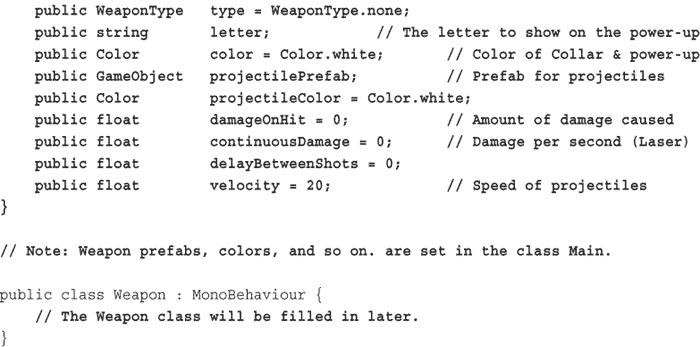 public WeaponType type = WeaponType.none;
public string letter; // The letter to show on the power-up
public Color color = Color.white; // Color of Collar & power-up
public GameObject projectilePrefab; // Prefab for projectiles
public Color projectileColor = Color.white;
public float damageOnHit = 0; // Amount of damage caused
public float continuousDamage = 0; // Damage per second (Laser)
public float delayBetweenShots = 0;
public float velocity = 20; // Speed of projectiles
}
// Note: Weapon prefabs, colors, and so on. are set in the class Main.
public class Weapon : MonoBehaviour {
// The Weapon class will be filled in later.
}